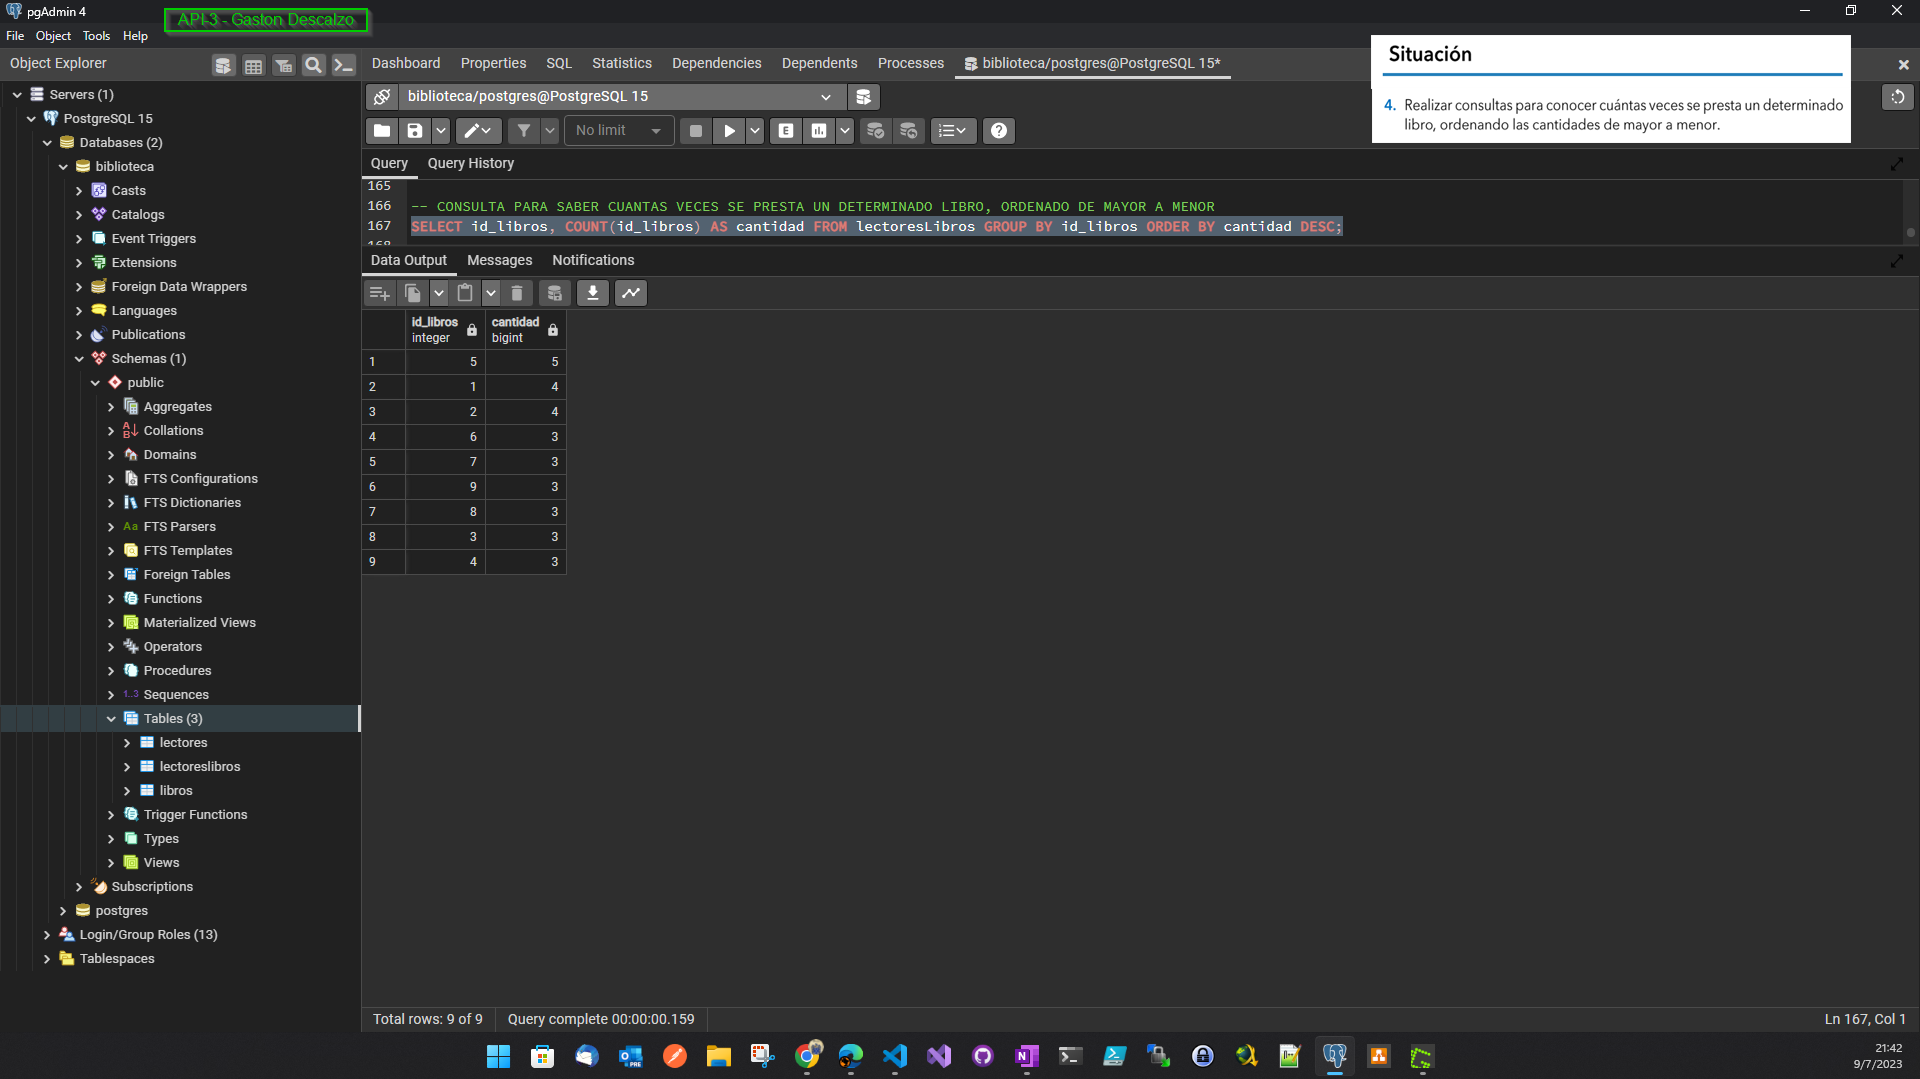 pgAdmin 4
API-3 - Gaston Descalzo
File Object Tools Help
Object Explorer
Dashboard Properties SQL Statistics Dependencies Dependents Processes biblioteca/postgres@PostgreSQL 15*
Situación
4. Realizar consultas para conocer cuántas veces se presta un determinado
libro, ordenando las cantidades de mayor a menor.
biblioteca/postgres@PostgreSQL 15
No limit
Query Query History
165
166 -- CONSULTA PARA SABER CUANTAS VECES SE PRESTA UN DETERMINADO LIBRO, ORDENADO DE MAYOR A MENOR
167 SELECT id_libros, COUNT(id_libros) AS cantidad FROM lectoresLibros GROUP BY id_libros ORDER BY cantidad DESC;
168
Data Output Messages Notifications
id_libros cantidad
integer bigint
1 5 5
2 1 4
3 2 4
4 6 3
5 7 3
6 9 3
7 8 3
8 3 3
9 4 3
Servers (1)
PostgreSQL 15
Databases (2)
biblioteca
Casts
Catalogs
Event Triggers
Extensions
Foreign Data Wrappers
Languages
Publications
Schemas (1)
public
Aggregates
Collations
Domains
FTS Configurations
FTS Dictionaries
Aa FTS Parsers
FTS Templates
Foreign Tables
Functions
Materialized Views
Operators
Procedures
1..3 Sequences
Tables (3)
lectores
lectoreslibros
libros
Trigger Functions
Types
Views
Subscriptions
postgres
Login/Group Roles (13)
Tablespaces
Total rows: 9 of 9 Query complete 00:00:00.159 Ln 167, Col 1
21:42
9/7/2023